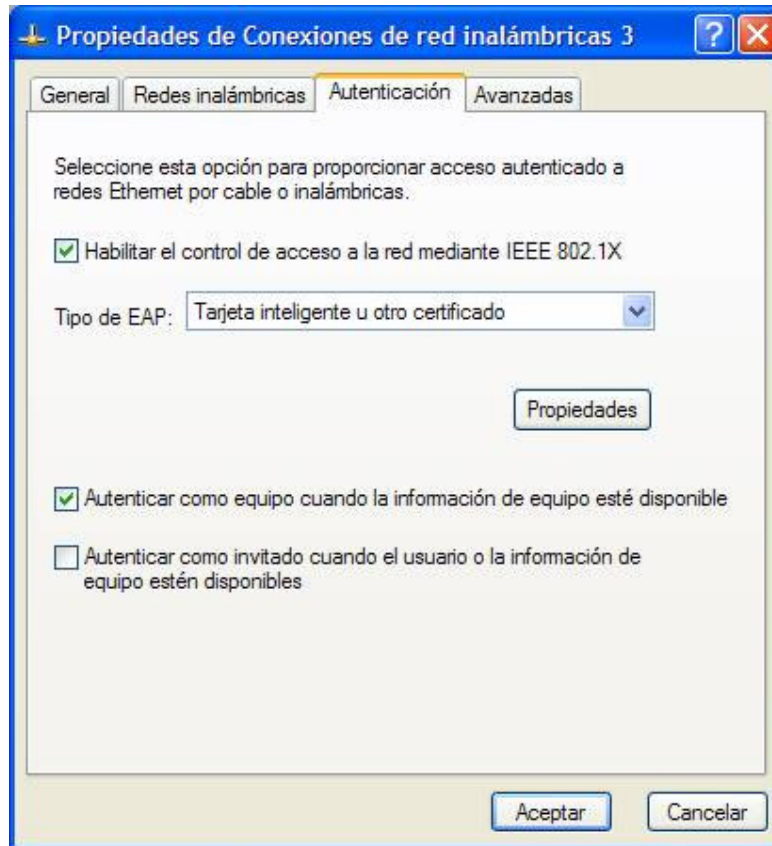 Propiedades de Conexiones de red inalámbricas 3
General
Redes inalámbricas
Autenticación
Avanzadas
Seleccione esta opción para proporcionar acceso autenticado a
redes Ethernet por cable o inalámbricas.
Habilitar el control de acceso a la red mediante IEEE 802.1X
Tipo de EAP: Tarjeta inteligente u otro certificado
Propiedades
Autenticar como equipo cuando la información de equipo esté disponible
Autenticar como invitado cuando el usuario o la información de
equipo estén disponibles
Aceptar
Cancelar